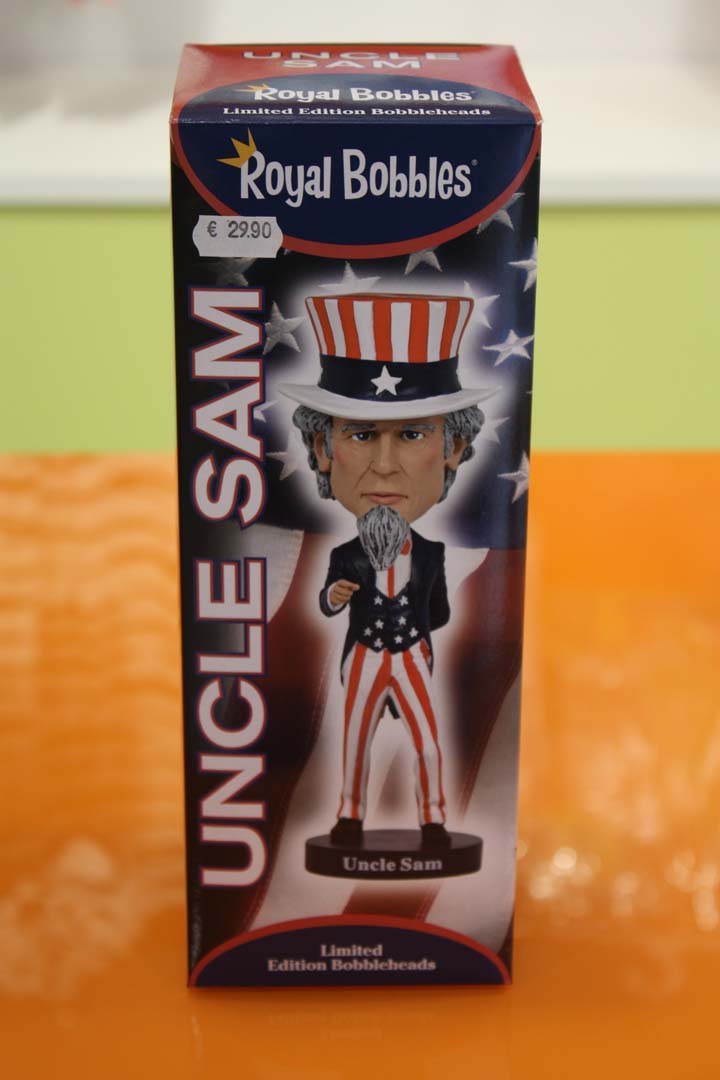 UNCLE
SAM
Royal Bobbles
Limited Edition Bobbleheads
Royal Bobbles®
€ 29.90
UNCLE SAM
Uncle Sam
Limited
Edition Bobbleheads